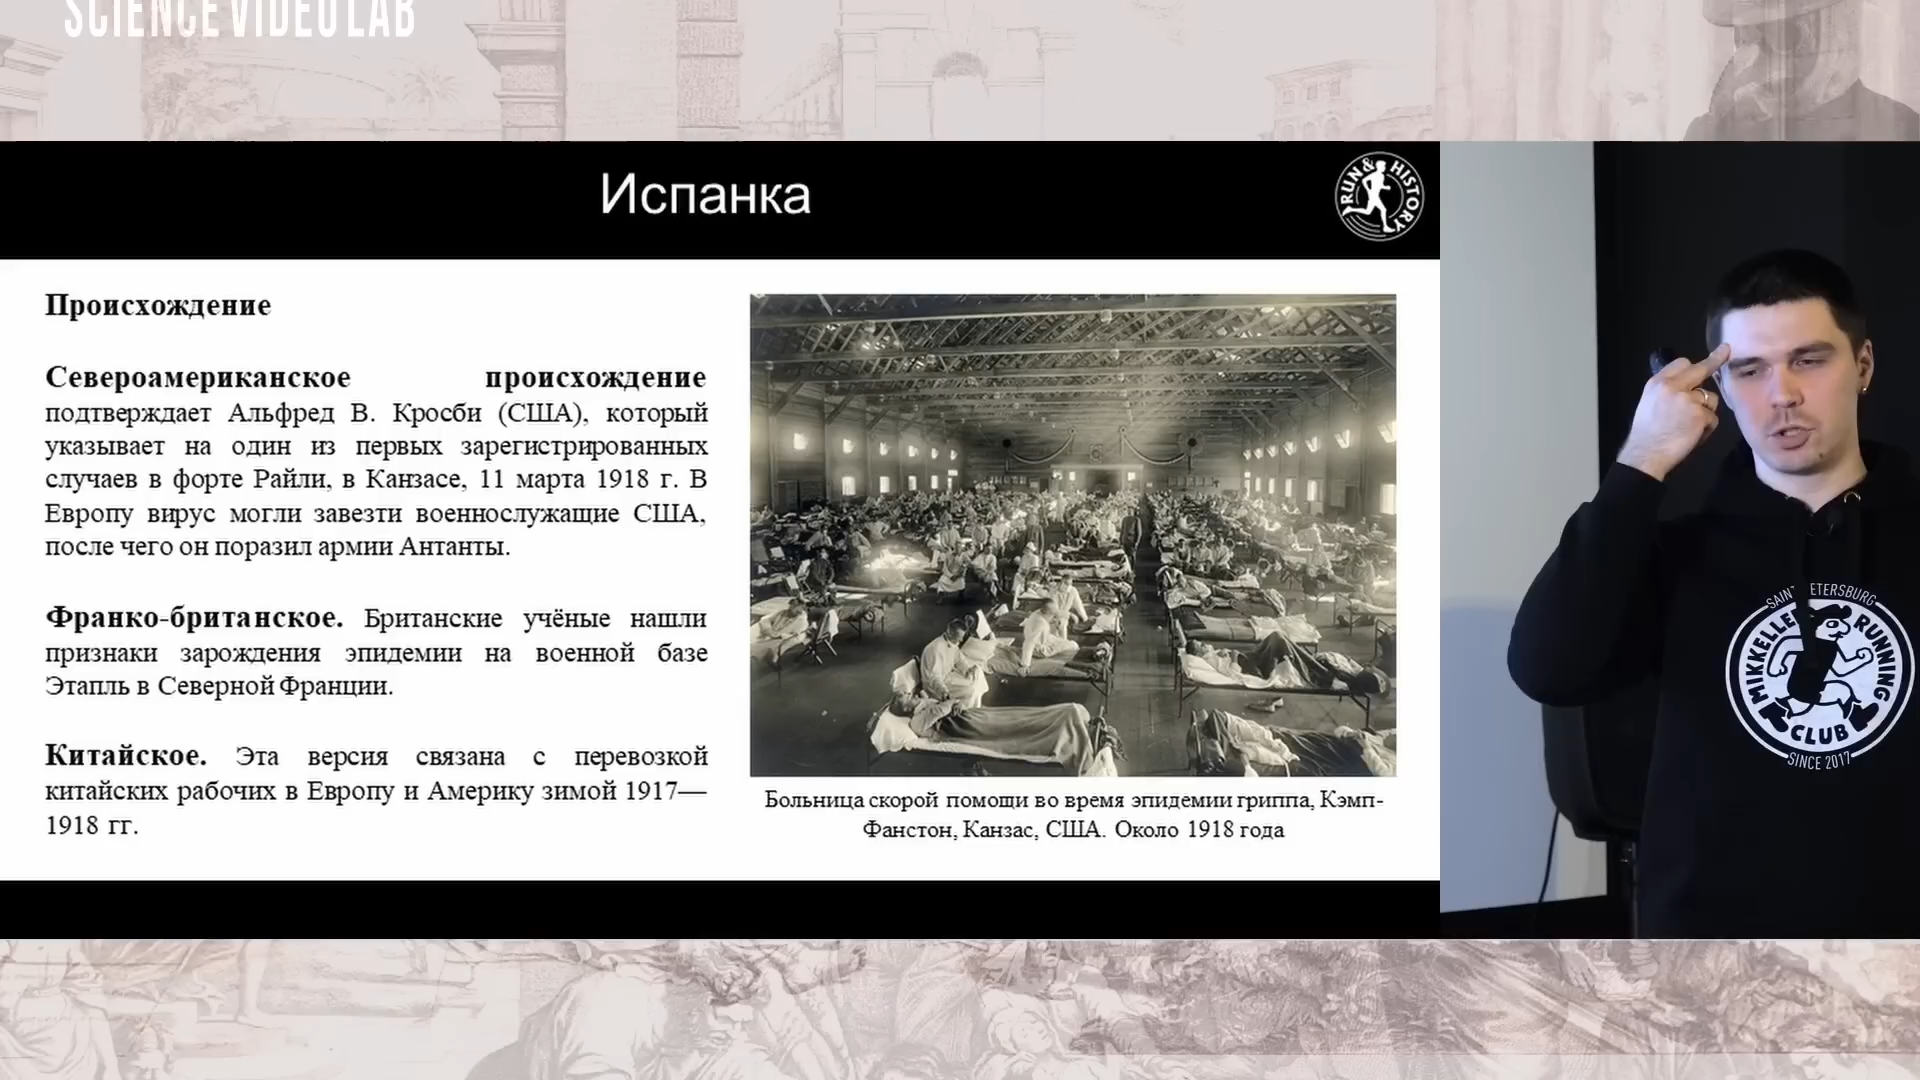 SCIENCE VIDEO LAB
Испанка
RUN & HISTORY
Происхождение
Североамериканское происхождение
подтверждает Альфред В. Кросби (США), который
указывает на один из первых зарегистрированных
случаев в форте Райли, в Канзасе, 11 марта 1918 г. В
Европу вирус могли завезти военнослужащие США,
после чего он поразил армии Антанты.
Франко-британское. Британские учёные нашли
признаки зарождения эпидемии на военной базе
Этапль в Северной Франции.
Китайское. Эта версия связана с перевозкой
китайских рабочих в Европу и Америку зимой 1917—
1918 гг.
Больница скорой помощи во время эпидемии гриппа, Кэмп-
Фанстон, Канзас, США. Около 1918 года
SAINT PETERSBURG
MIKKELLER RUNNING
CLUB
SINCE 2017